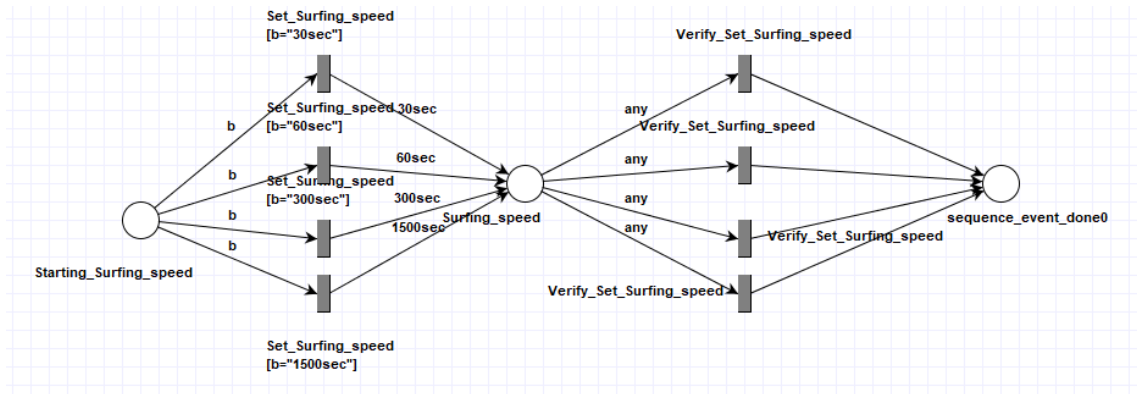 Set_Surfing_speed
[b="30sec"]
Verify_Set_Surfing_speed
Set_Surfing_speed
30sec
any
b
[b="60sec"]
Verify_Set_Surfing_speed
60sec
any
b
Set_Surfing_speed
[b="300sec"]
300sec
any
b
Surfing_speed
sequence_event_done0
1500sec
any
Verify_Set_Surfing_speed
b
Starting_Surfing_speed
Verify_Set_Surfing_speed
Set_Surfing_speed
[b="1500sec"]